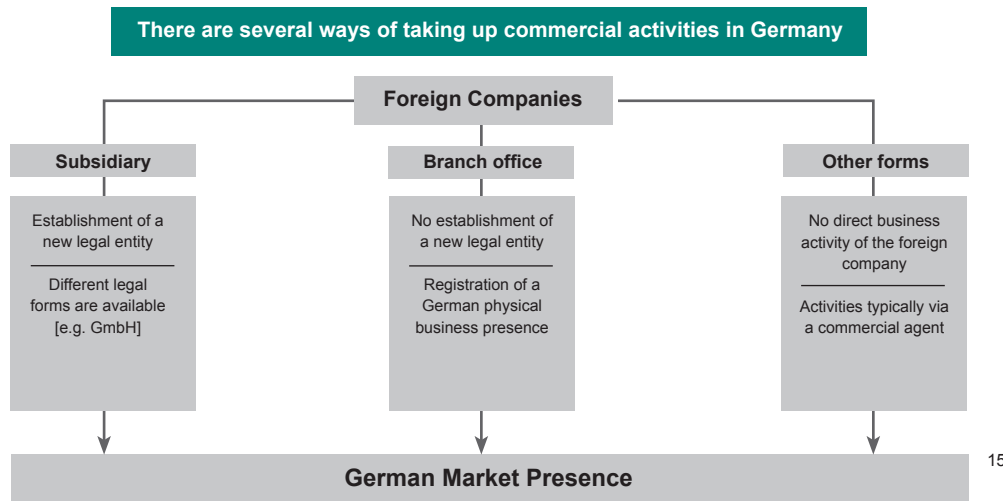 There are several ways of taking up commercial activities in Germany
Foreign Companies
Subsidiary
Establishment of a
new legal entity
Different legal
forms are available
[e.g. GmbH]
Branch office
No establishment of
a new legal entity
Registration of a
German physical
business presence
Other forms
No direct business
activity of the foreign
company
Activities typically via
a commercial agent
German Market Presence
15